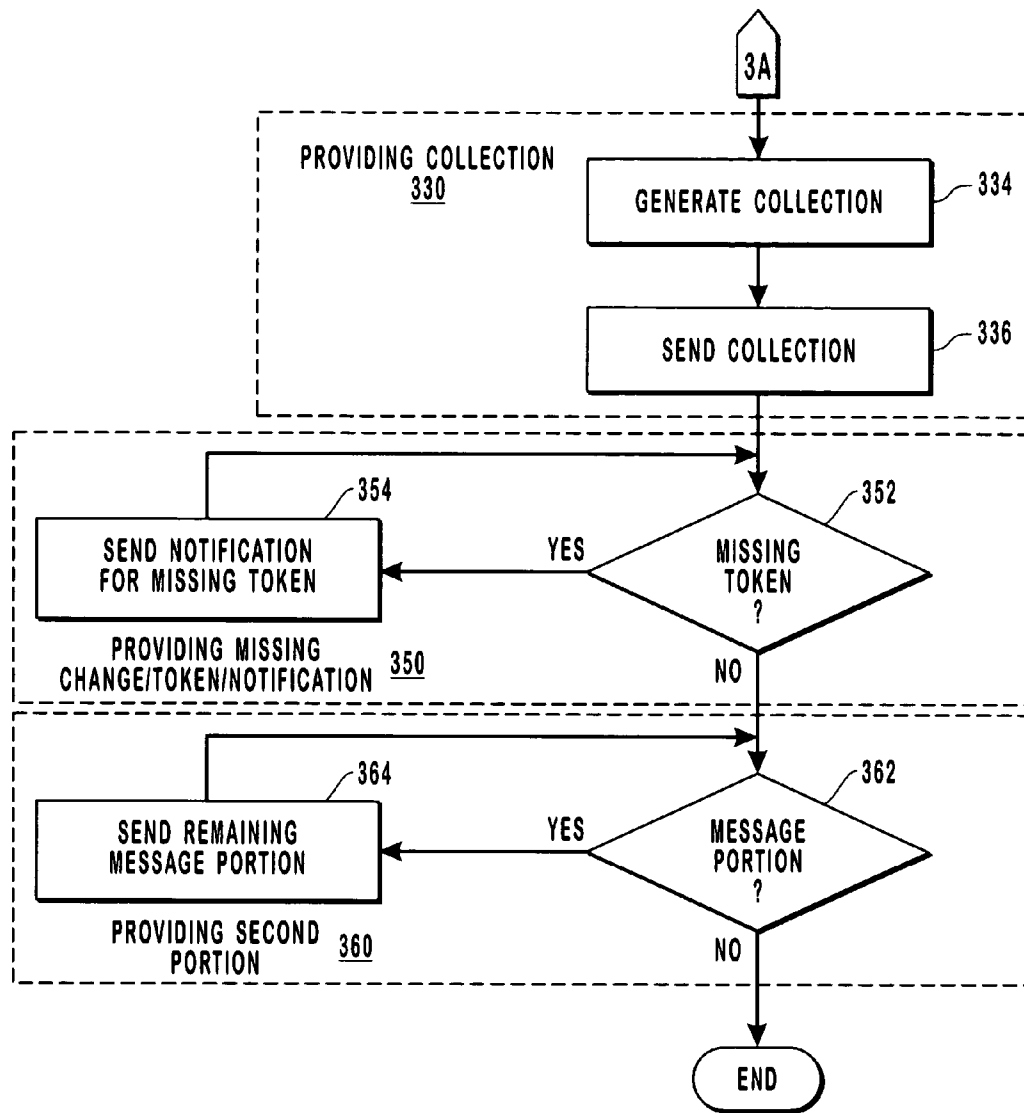 3A
PROVIDING COLLECTION
330
GENERATE COLLECTION
334
SEND COLLECTION
336
354
SEND NOTIFICATION
FOR MISSING TOKEN
YES
352
MISSING
TOKEN
?
NO
PROVIDING MISSING
CHANGE/TOKEN/NOTIFICATION
350
364
SEND REMAINING
MESSAGE PORTION
YES
362
MESSAGE
PORTION
?
NO
PROVIDING SECOND
PORTION
360
END